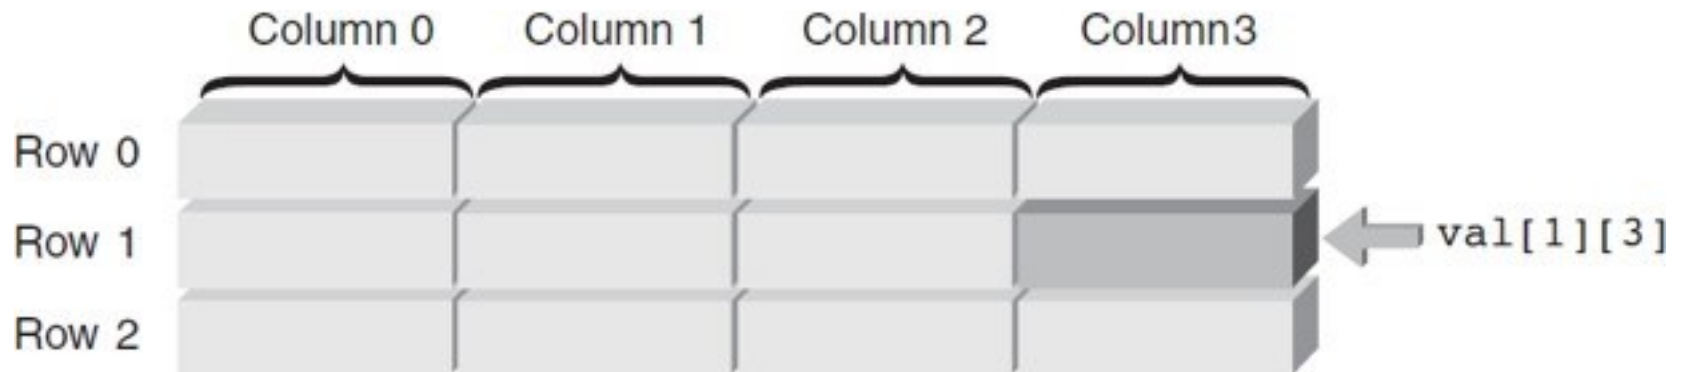 Column 0 Column 1 Column 2 Column3
Row 0
Row 1 val[1][3]
Row 2